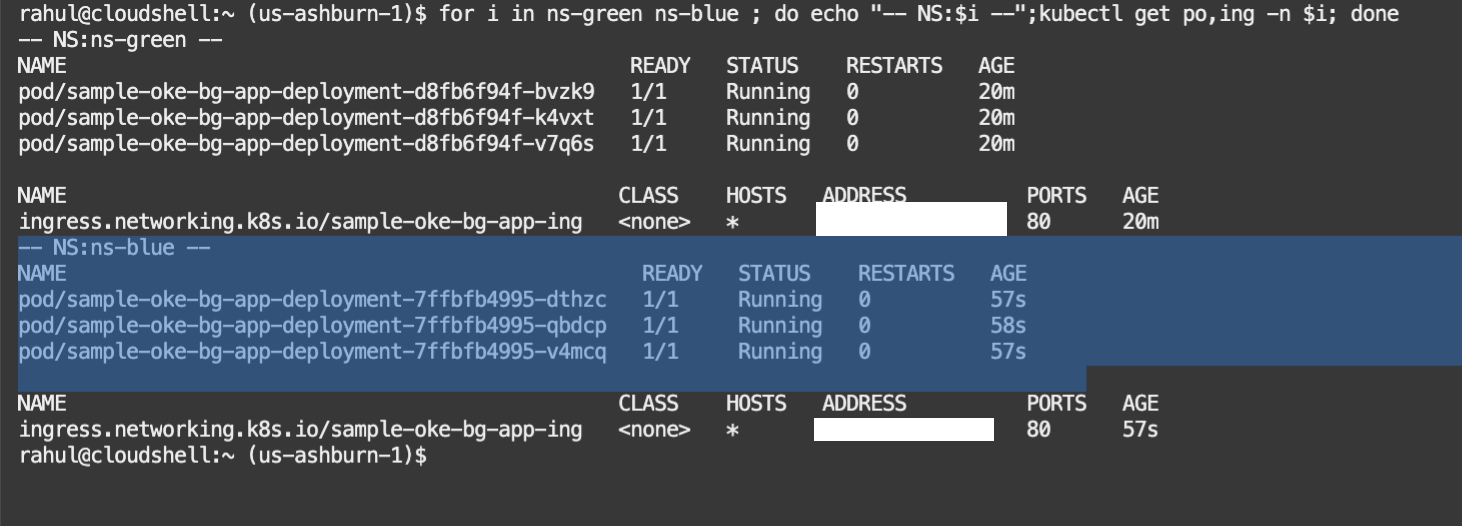 rahul@cloudshell:~ (us-ashburn-1)$ for i in ns-green ns-blue ; do echo "-- NS:$i --";kubectl get po,ing -n $i; done
-- NS:ns-green --
NAME READY STATUS RESTARTS AGE
pod/sample-oke-bg-app-deployment-d8fb6f94f-bvzk9 1/1 Running 0 20m
pod/sample-oke-bg-app-deployment-d8fb6f94f-k4vxt 1/1 Running 0 20m
pod/sample-oke-bg-app-deployment-d8fb6f94f-v7q6s 1/1 Running 0 20m
NAME CLASS HOSTS ADDRESS PORTS AGE
ingress.networking.k8s.io/sample-oke-bg-app-ing <none> * 80 20m
-- NS:ns-blue --
NAME READY STATUS RESTARTS AGE
pod/sample-oke-bg-app-deployment-7ffbfb4995-dthzc 1/1 Running 0 57s
pod/sample-oke-bg-app-deployment-7ffbfb4995-qbdcp 1/1 Running 0 58s
pod/sample-oke-bg-app-deployment-7ffbfb4995-v4mcq 1/1 Running 0 57s
NAME CLASS HOSTS ADDRESS PORTS AGE
ingress.networking.k8s.io/sample-oke-bg-app-ing <none> * 80 57s
rahul@cloudshell:~ (us-ashburn-1)$